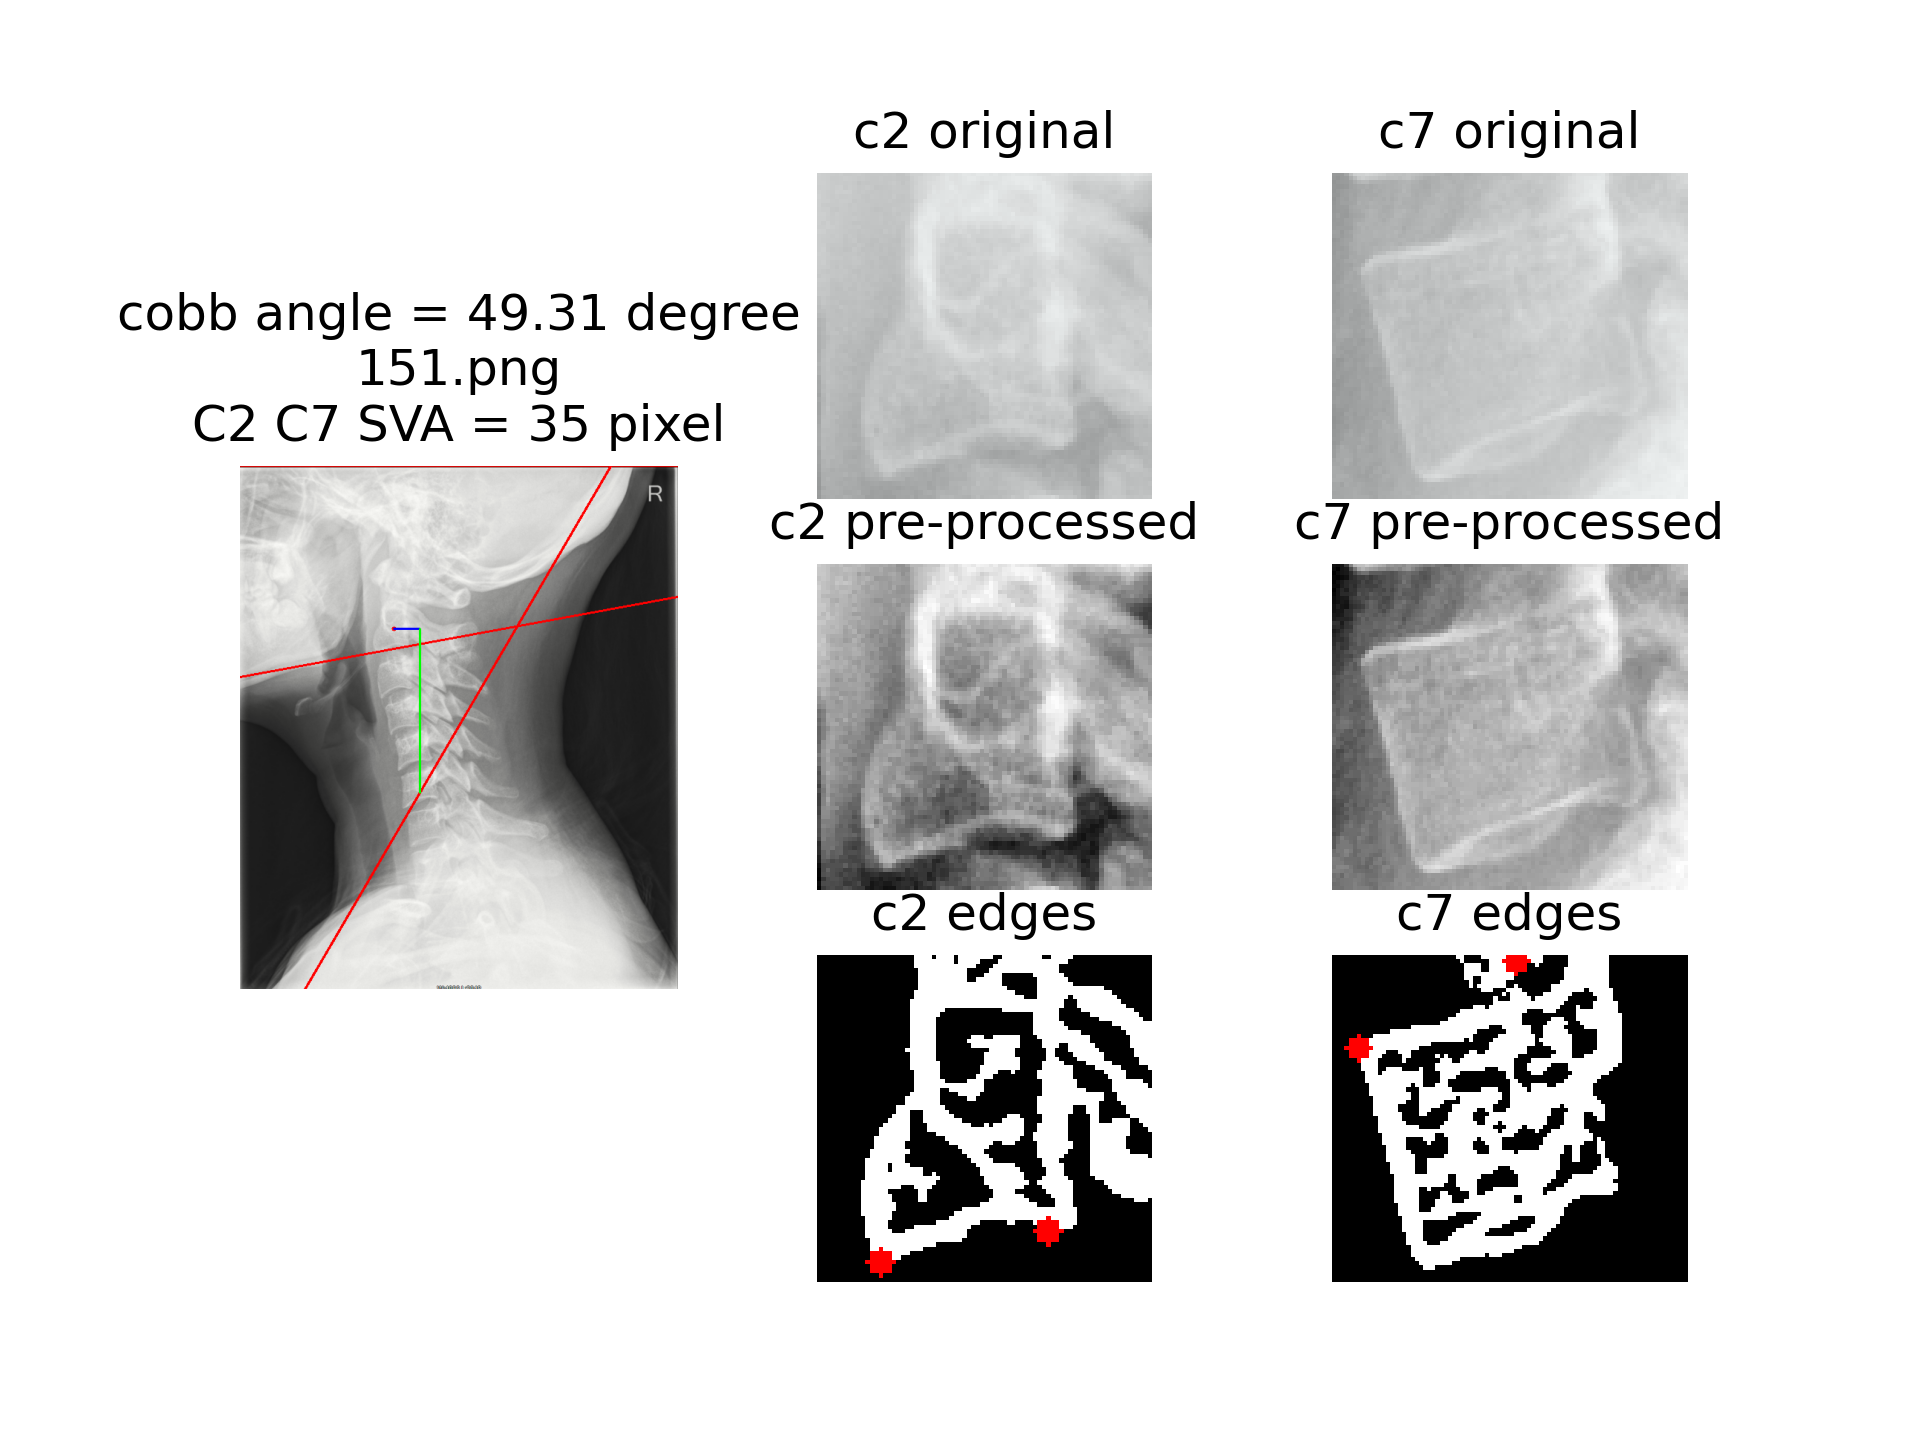 cobb angle = 49.31 degree
151.png
C2 C7 SVA = 35 pixel
R
c2 original
c7 original
c2 pre-processed
c7 pre-processed
c2 edges
c7 edges